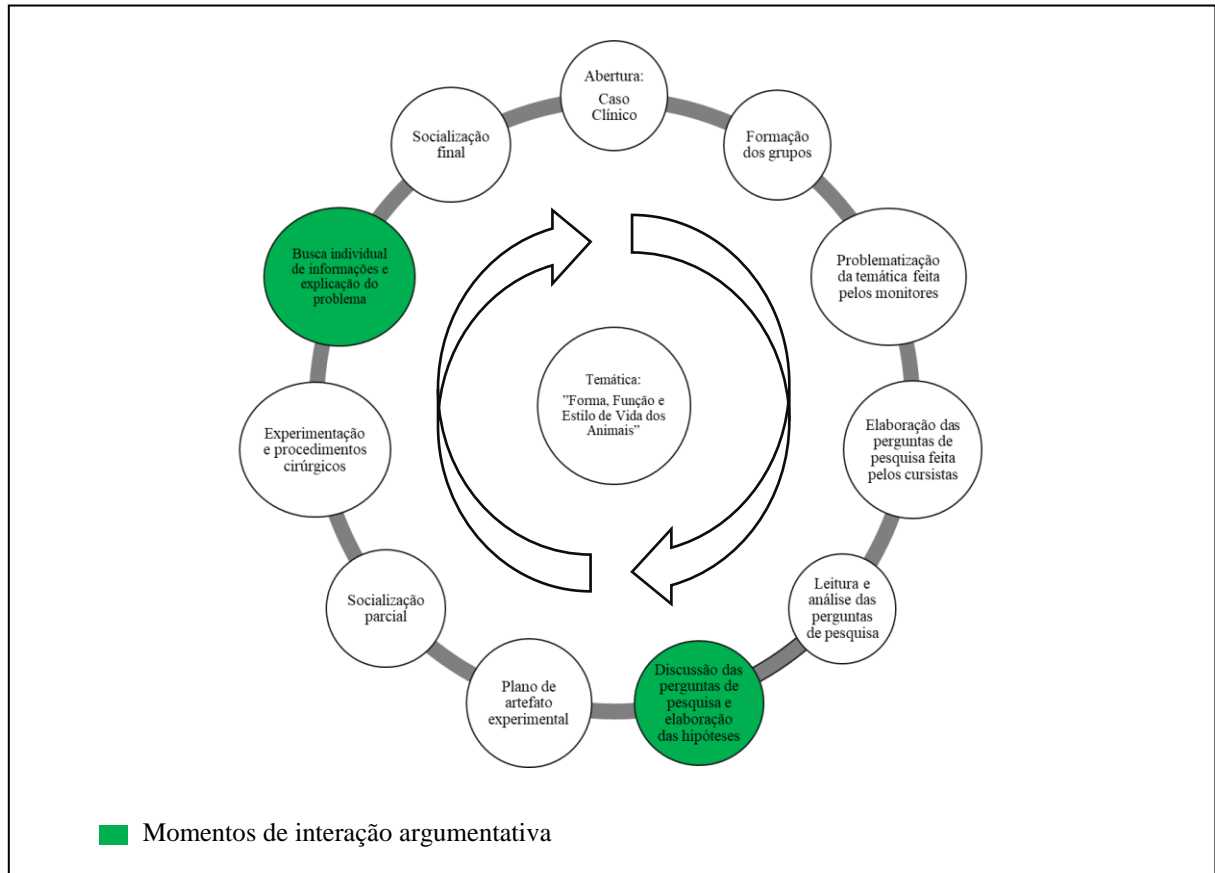 Abertura:
Caso
Clínico
Formação
dos grupos
Problematização
da temática feita
pelos monitores
Elaboração das
perguntas de
pesquisa feita
pelos cursistas
Leitura e
análise das
perguntas
de pesquisa
Discussão das
perguntas de
pesquisa e
elaboração
das hipóteses
Plano de
artefato
experimental
Socialização
parcial
Experimentação
e procedimentos
cirúrgicos
Busca individual
de informações e
explicação do
problema
Socialização
final
Temática:
”Forma, Função e
Estilo de Vida dos
Animais”
Momentos de interação argumentativa